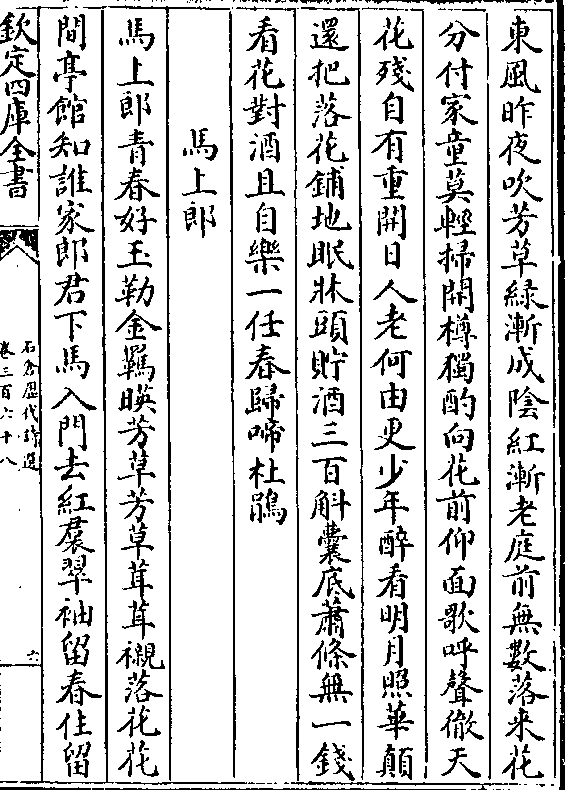 東風昨夜吹芳草綠漸成陰紅漸老庭前無數落來花
分付家童莫輕掃開樽獨酌向花前仰面歌呼聲徹天
花殘自有重開日人老何由更少年醉看明月照華顛
還把落花鋪地眠牀頭貯酒三百斛囊底蕭條無一錢
看花對酒且自樂一任春歸啼杜鵑
馬上郎
馬上郎青春好玉勒金羈暎芳草芳草茸茸襯落花花
間亭館知誰家郎君下馬入門去紅裠翠袖留春住留
欽定四庫全書
石倉歷代詩選
卷三百六十八
六